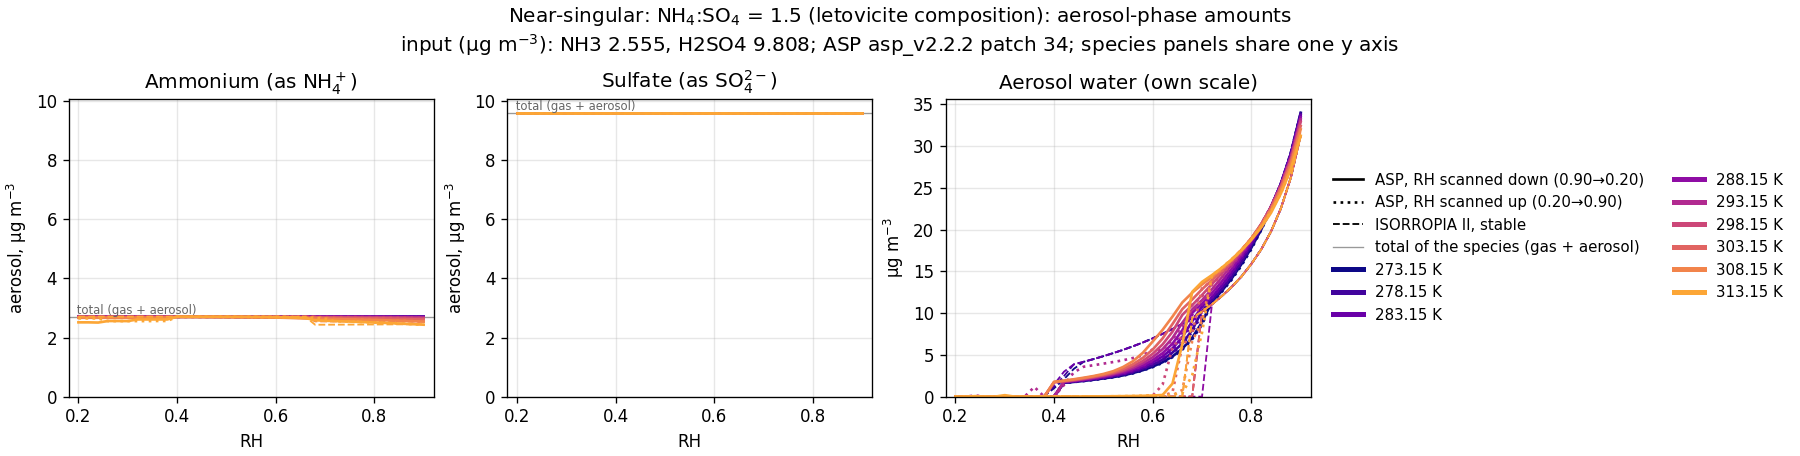 Near-singular: NH₄:SO₄ = 1.5 (letovicite composition): aerosol-phase amounts
input (µg m⁻³): NH3 2.555, H2SO4 9.808; ASP asp_v2.2.2 patch 34; species panels share one y axis
Ammonium (as NH₄⁺)
10
8
6
4
2
0
aerosol, µg m⁻³
total (gas + aerosol)
0.2
0.4
0.6
0.8
RH
Sulfate (as SO₄²⁻)
10
8
6
4
2
0
aerosol, µg m⁻³
total (gas + aerosol)
0.2
0.4
0.6
0.8
RH
Aerosol water (own scale)
35
30
25
20
15
10
5
0
µg m⁻³
0.2
0.4
0.6
0.8
RH
ASP, RH scanned down (0.90→0.20)
ASP, RH scanned up (0.20→0.90)
ISORROPIA II, stable
total of the species (gas + aerosol)
273.15 K
278.15 K
283.15 K
288.15 K
293.15 K
298.15 K
303.15 K
308.15 K
313.15 K